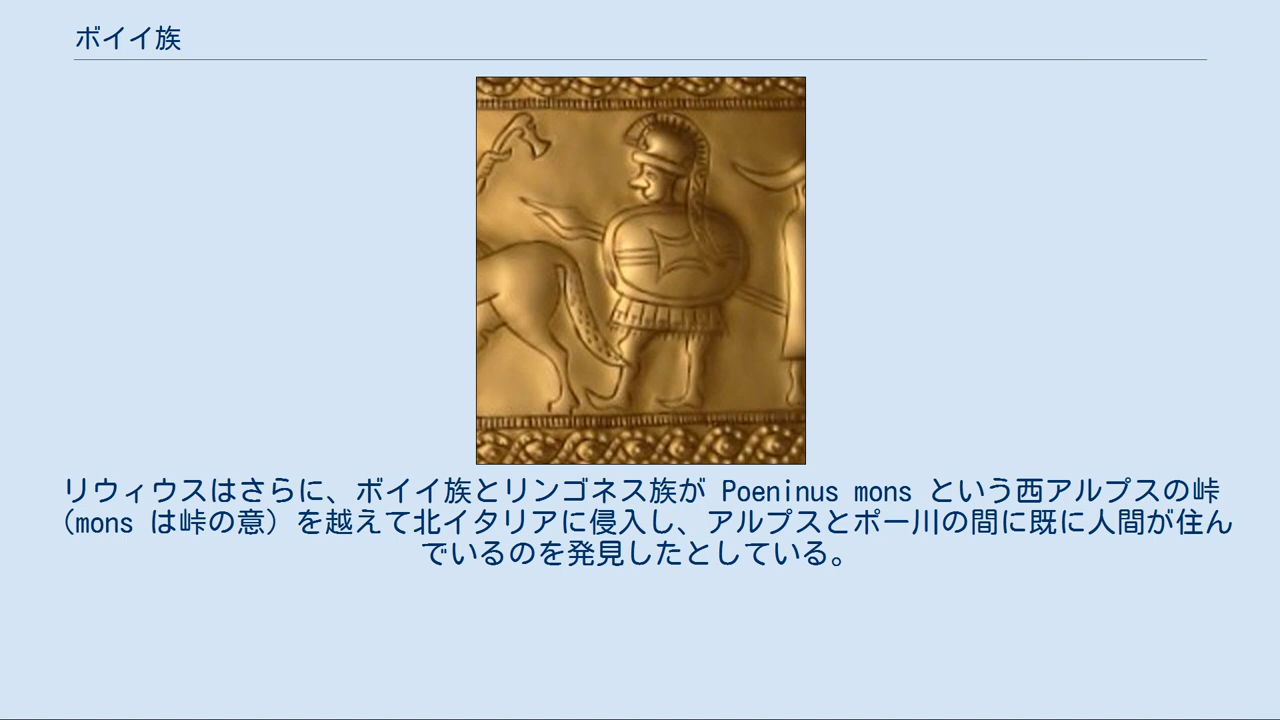 ボイイ族
リウィウスはさらに、ボイイ族とリンゴネス族が Poeninus mons という西アルプスの峠
(mons は峠の意) を越えて北イタリアに侵入し、アルプスとポー川の間に既に人間が住ん
でいるのを発見したとしている。